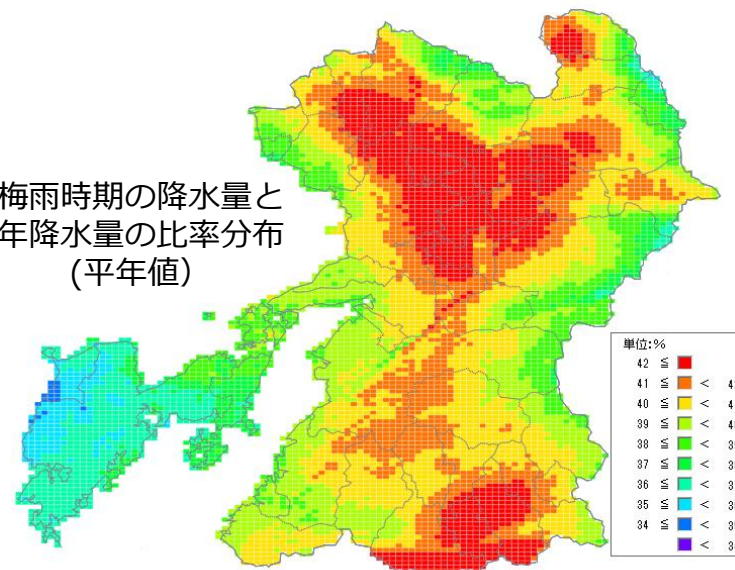 梅雨時期の降水量と
年降水量の比率分布
(平年値）
単位:%
42 ≦
41 ≦ <
40 ≦ <
39 ≦ <
38 ≦ <
37 ≦ <
36 ≦ <
35 ≦ <
34 ≦ <
<